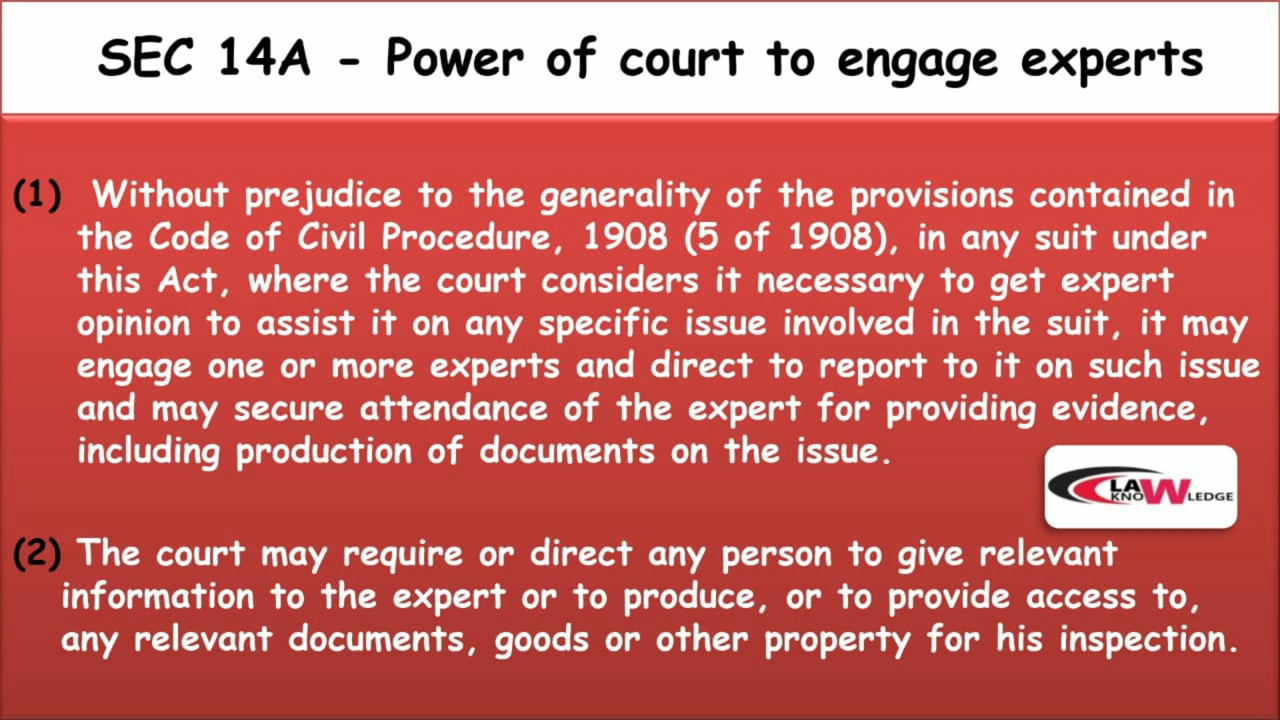 SEC 14A - Power of court to engage experts
(1) Without prejudice to the generality of the provisions contained in
the Code of Civil Procedure, 1908 (5 of 1908), in any suit under
this Act, where the court considers it necessary to get expert
opinion to assist it on any specific issue involved in the suit, it may
engage one or more experts and direct to report to it on such issue
and may secure attendance of the expert for providing evidence,
including production of documents on the issue.
LAW
KNOWLEDGE
(2) The court may require or direct any person to give relevant
information to the expert or to produce, or to provide access to,
any relevant documents, goods or other property for his inspection.